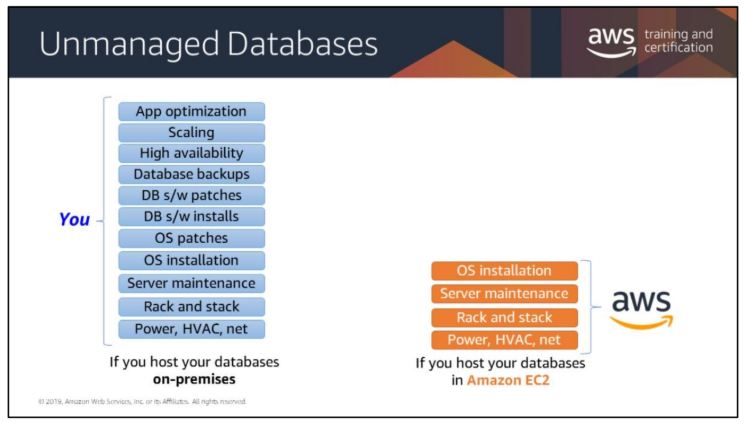 Unmanaged Databases
aws training and
certification
App optimization
Scaling
High availability
Database backups
DB s/w patches
DB s/w installs
OS patches
OS installation
Server maintenance
Rack and stack
Power, HVAC, net
You
If you host your databases
on-premises
OS installation
Server maintenance
Rack and stack
Power, HVAC, net
aws
If you host your databases
in Amazon EC2
© 2019, Amazon Web Services, Inc. or its Affiliates. All rights reserved.